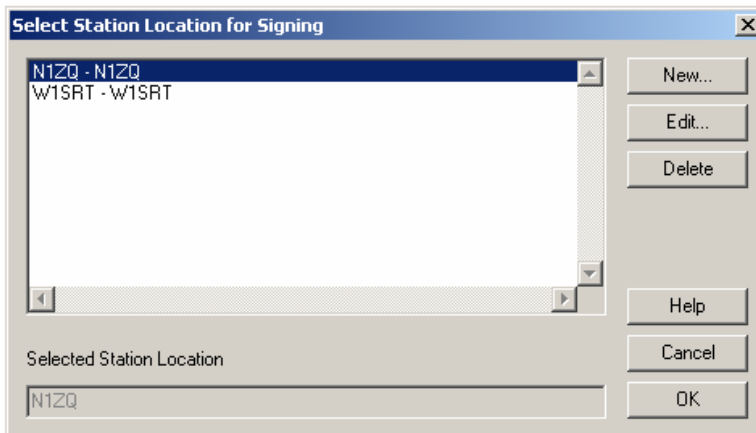 Select Station Location for Signing
N1ZQ - N1ZQ
W1SRT - W1SRT
New...
Edit...
Delete
Help
Cancel
OK
Selected Station Location
N1ZQ